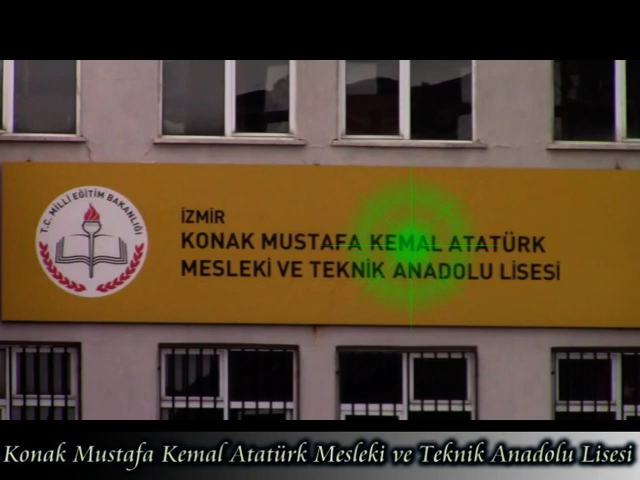 T.C. MİLLİ EĞİTİM BAKANLIĞI
İZMİR
KONAK MUSTAFA KEMAL ATATÜRK
MESLEKİ VE TEKNİK ANADOLU LİSESİ
Konak Mustafa Kemal Atatürk Mesleki ve Teknik Anadolu Lisesi